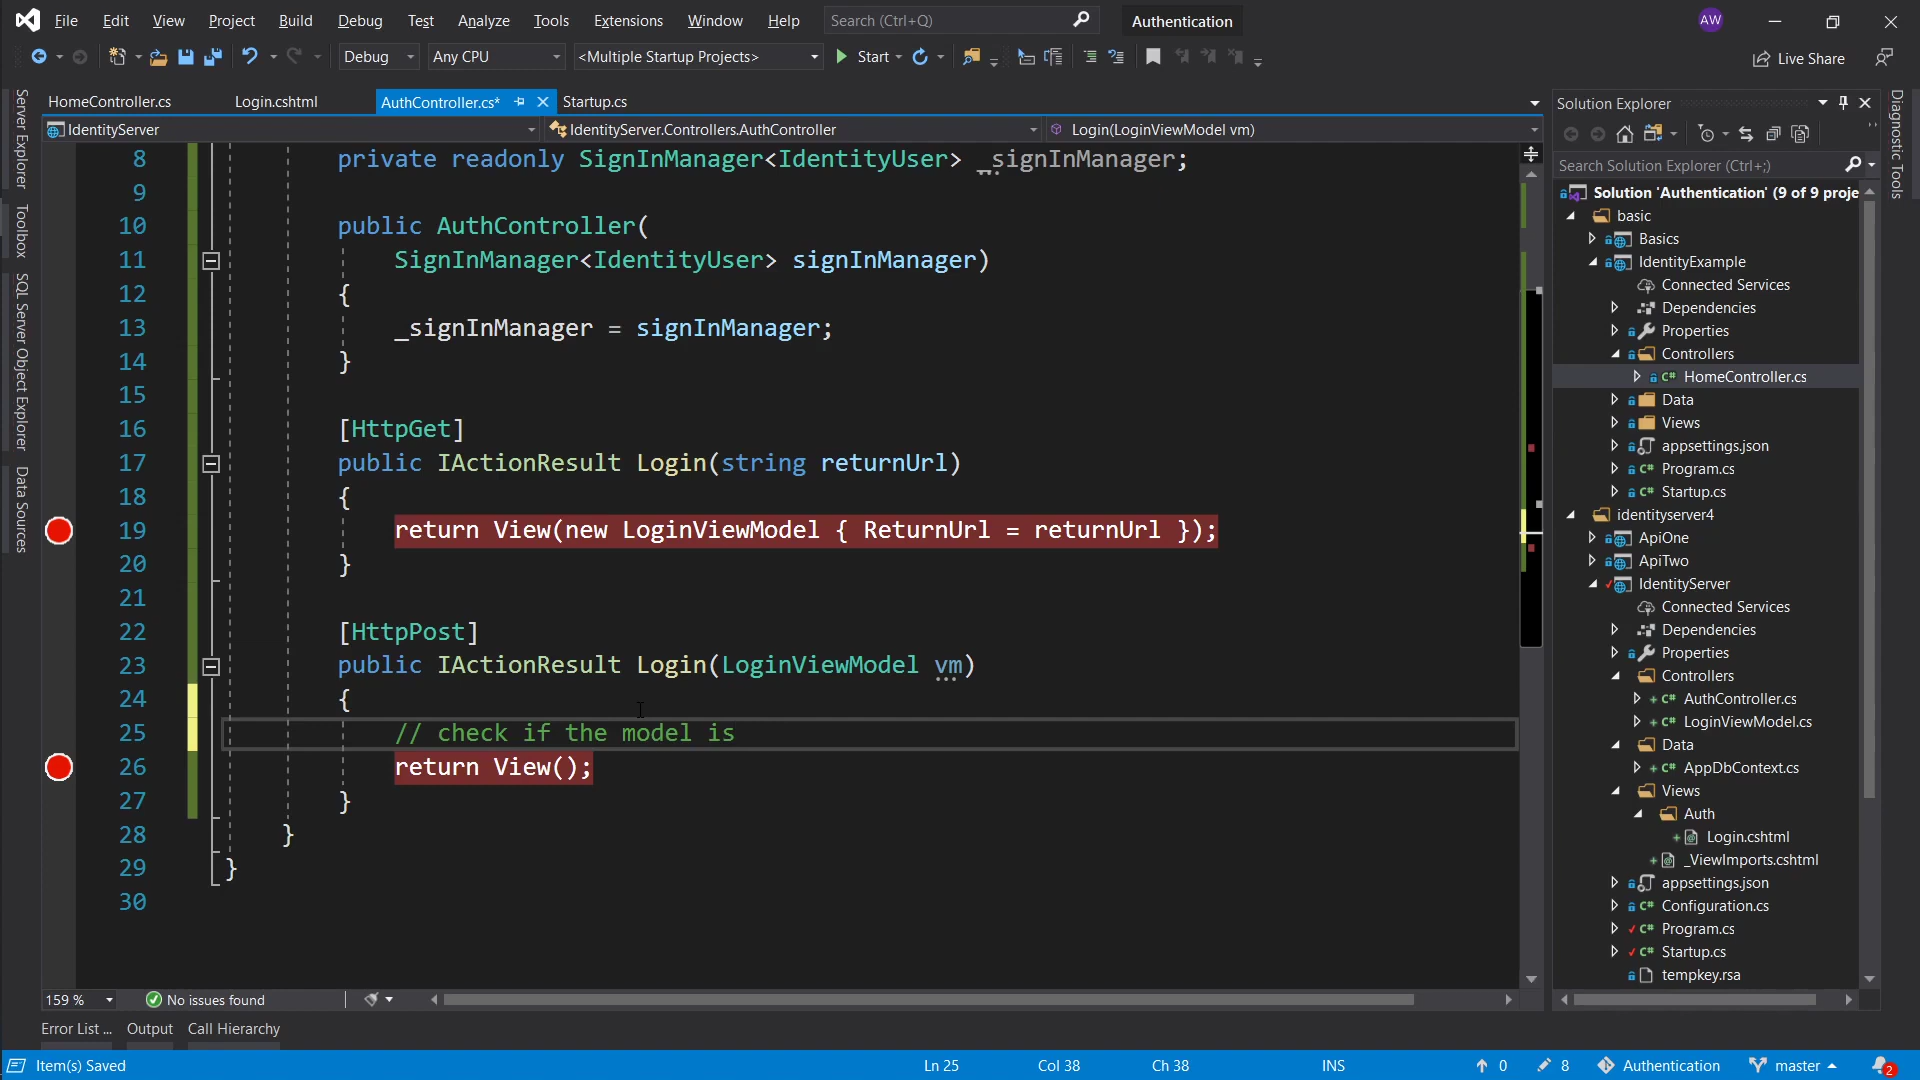 File Edit View Project Build Debug Test Analyze Tools Extensions Window Help Search (Ctrl+Q) Authentication AW
Debug Any CPU <Multiple Startup Projects> Start Live Share
HomeController.cs Login.cshtml AuthController.cs* Startup.cs
IdentityServer IdentityServer.Controllers.AuthController Login(LoginViewModel vm)
Server Explorer
Toolbox
SQL Server Object Explorer
Data Sources
8 private readonly SignInManager<IdentityUser> _signInManager;
9
10 public AuthController(
11 SignInManager<IdentityUser> signInManager)
12 {
13 _signInManager = signInManager;
14 }
15
16 [HttpGet]
17 public IActionResult Login(string returnUrl)
18 {
19 return View(new LoginViewModel { ReturnUrl = returnUrl });
20 }
21
22 [HttpPost]
23 public IActionResult Login(LoginViewModel vm)
24 {
25 // check if the model is
26 return View();
27 }
28 }
29 }
30
159 % No issues found
Error List ... Output Call Hierarchy
Solution Explorer
Search Solution Explorer (Ctrl+;)
Solution 'Authentication' (9 of 9 proje
basic
Basics
IdentityExample
Connected Services
Dependencies
Properties
Controllers
C# HomeController.cs
Data
Views
appsettings.json
C# Program.cs
C# Startup.cs
identityserver4
ApiOne
ApiTwo
IdentityServer
Connected Services
Dependencies
Properties
Controllers
C# AuthController.cs
C# LoginViewModel.cs
Data
C# AppDbContext.cs
Views
Auth
Login.cshtml
_ViewImports.cshtml
appsettings.json
C# Configuration.cs
C# Program.cs
C# Startup.cs
tempkey.rsa
Diagnostic Tools
Item(s) Saved Ln 25 Col 38 Ch 38 INS 0 8 Authentication master 2